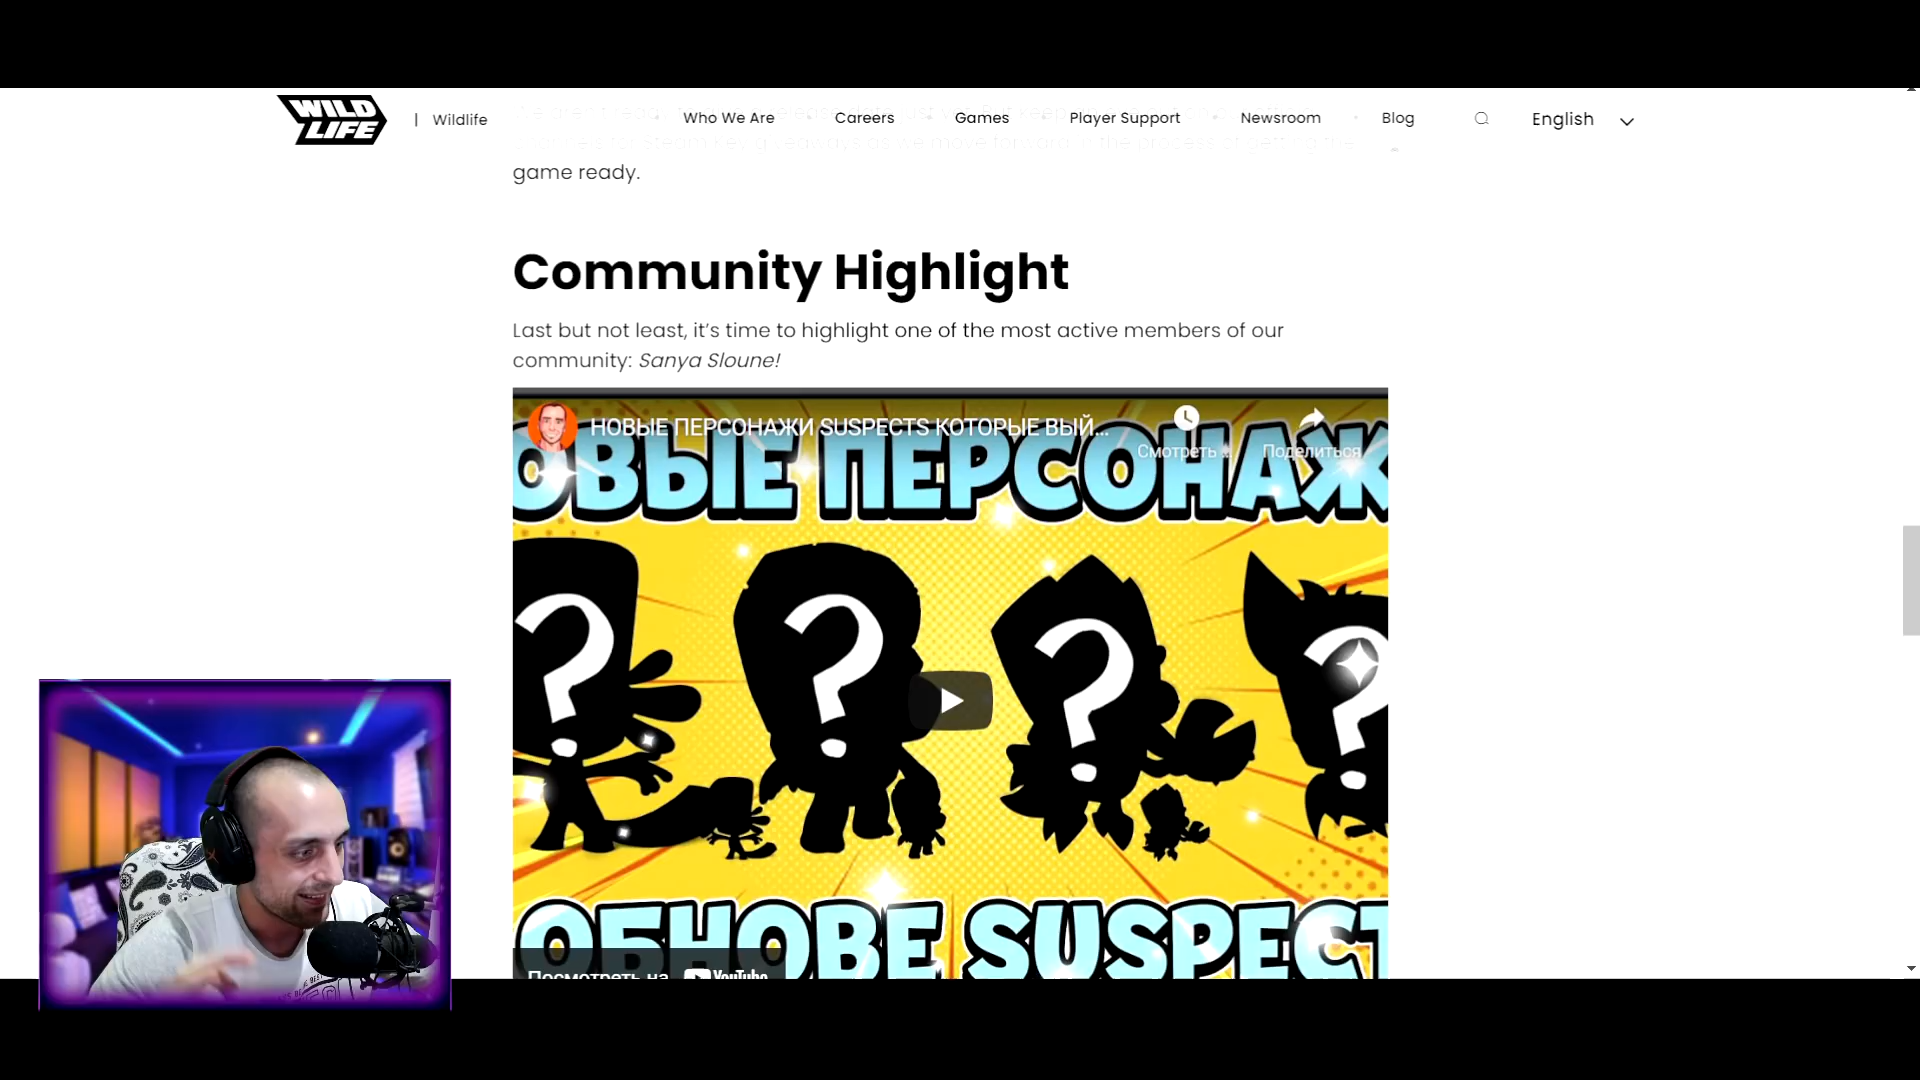 WILD LIFE
| Wildlife
Who We Are
Careers
Games
Player Support
Newsroom
Blog
English
game ready.
Community Highlight
Last but not least, it's time to highlight one of the most active members of our
community: Sanya Sloune!
НОВЫЕ ПЕРСОНАЖИ SUSPECTS КОТОРЫЕ ВЫЙ...
Смотреть
Поделиться
ОВЫЕ ПЕРСОНАЖ
? ? ? ?
ОБНОВЕ SUSPECT
Посмотреть на YouTube